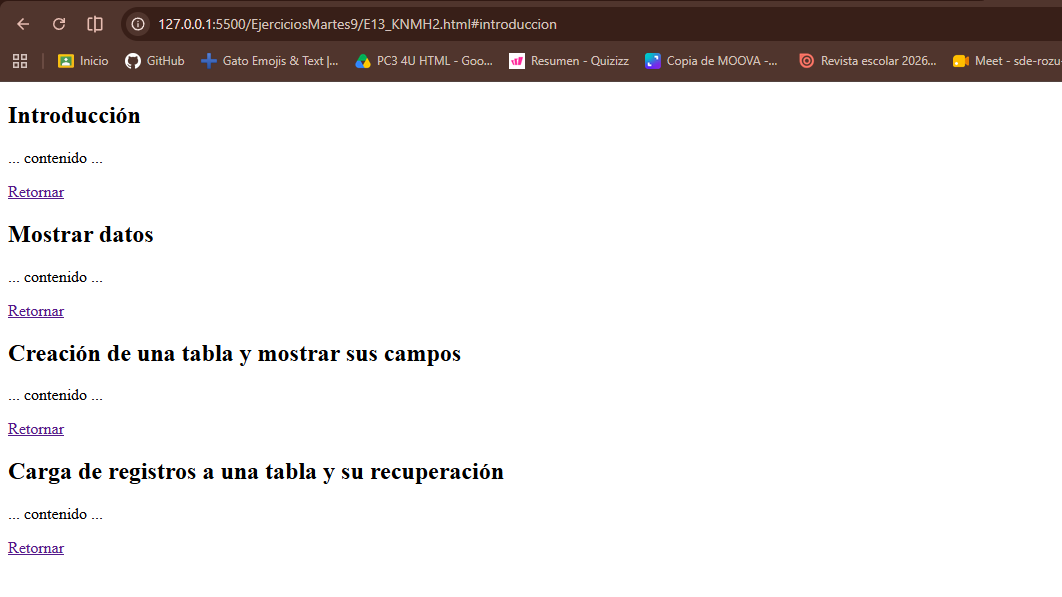 127.0.0.1:5500/EjerciciosMartes9/E13_KNMH2.html#introduccion
Inicio GitHub Gato Emojis & Text |... PC3 4U HTML - Goo... Resumen - Quizizz Copia de MOOVA -... Revista escolar 2026... Meet - sde-rozu
Introducción
... contenido ...
Retornar
Mostrar datos
... contenido ...
Retornar
Creación de una tabla y mostrar sus campos
... contenido ...
Retornar
Carga de registros a una tabla y su recuperación
... contenido ...
Retornar